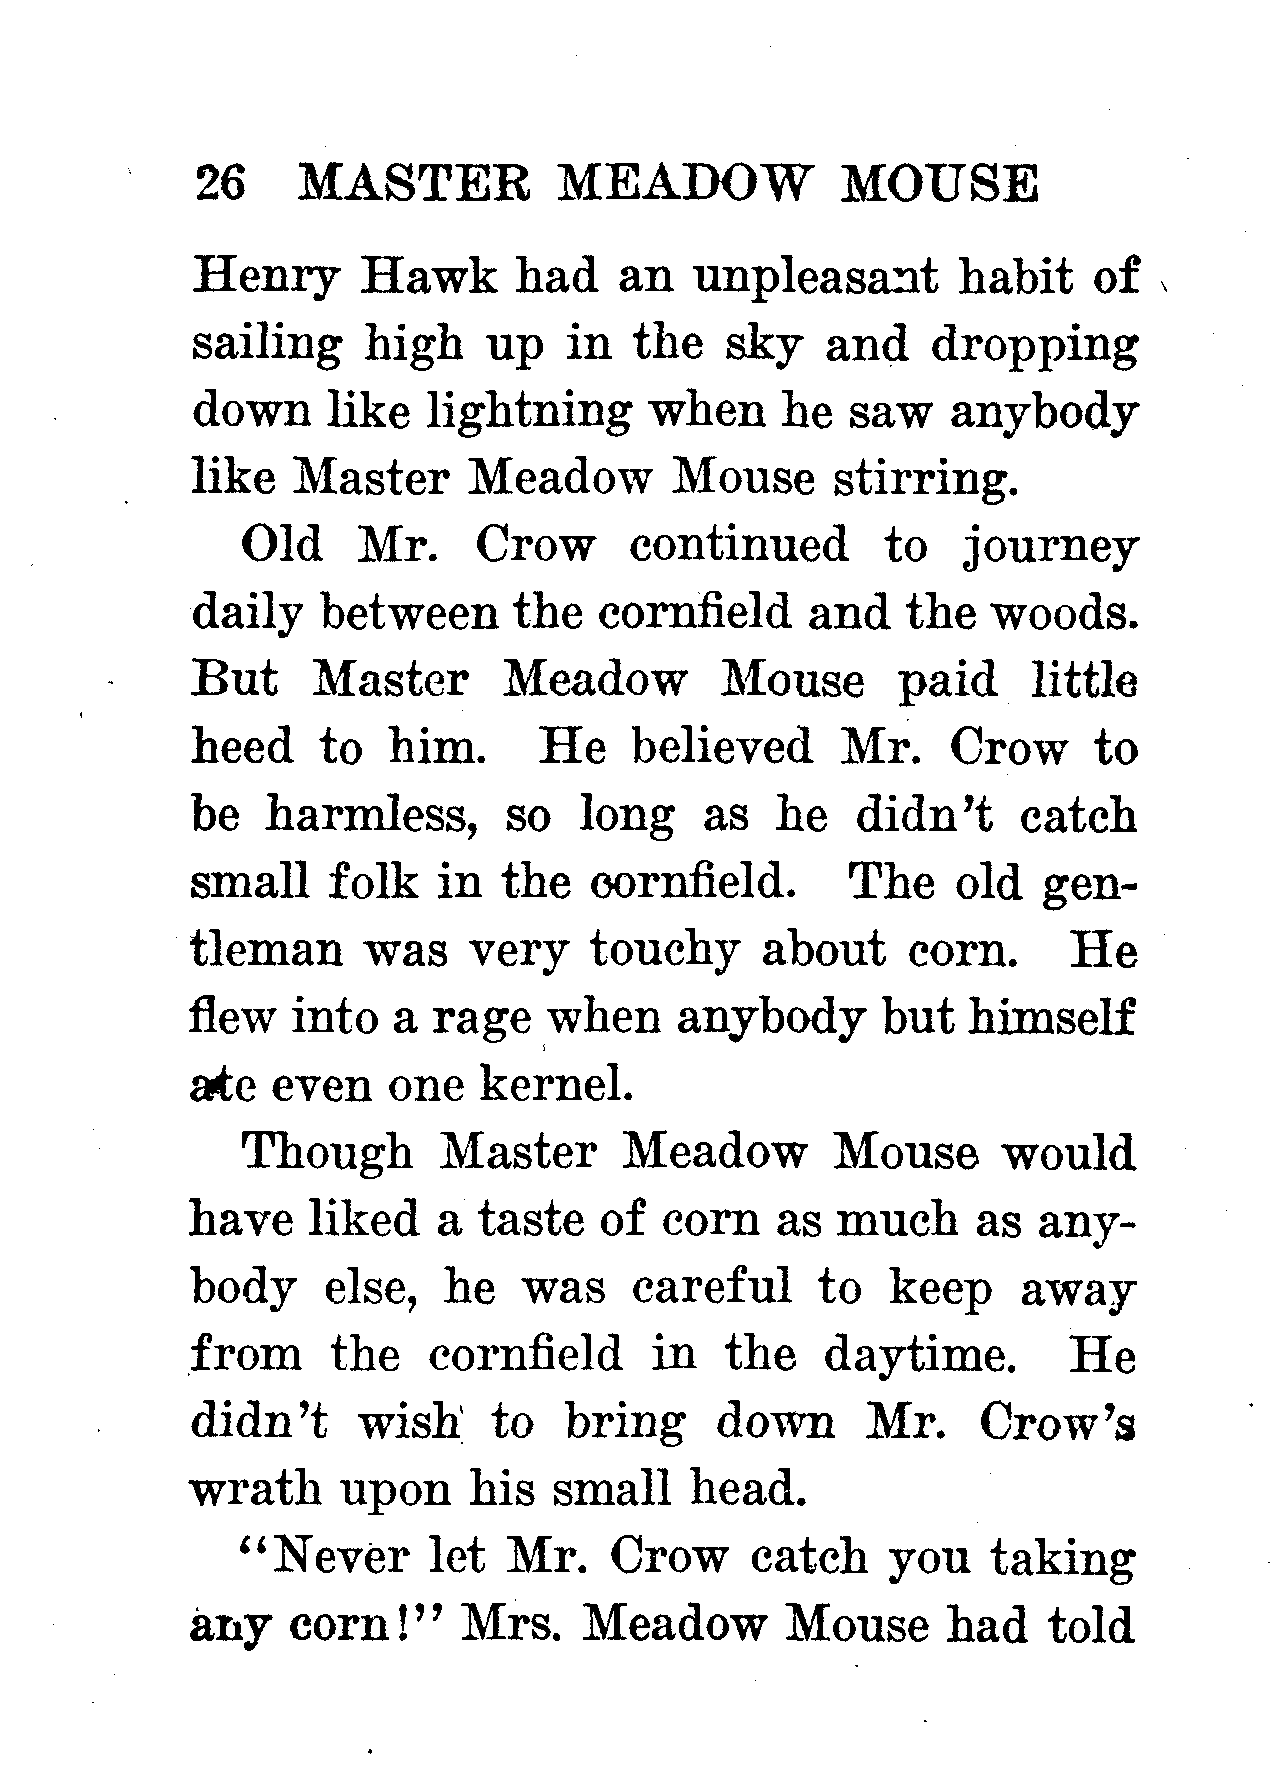 26 MASTER MEADOW MOUSE
Henry Hawk had an unpleasant habit of
sailing high up in the sky and dropping
down like lightning when he saw anybody
like Master Meadow Mouse stirring.
Old Mr. Crow continued to journey
daily between the cornfield and the woods.
But Master Meadow Mouse paid little
heed to him. He believed Mr. Crow to
be harmless, so long as he didn't catch
small folk in the cornfield. The old gen-
tleman was very touchy about corn. He
flew into a rage when anybody but himself
ate even one kernel.
Though Master Meadow Mouse would
have liked a taste of corn as much as any-
body else, he was careful to keep away
from the cornfield in the daytime. He
didn't wish to bring down Mr. Crow's
wrath upon his small head.
"Never let Mr. Crow catch you taking
any corn!" Mrs. Meadow Mouse had told